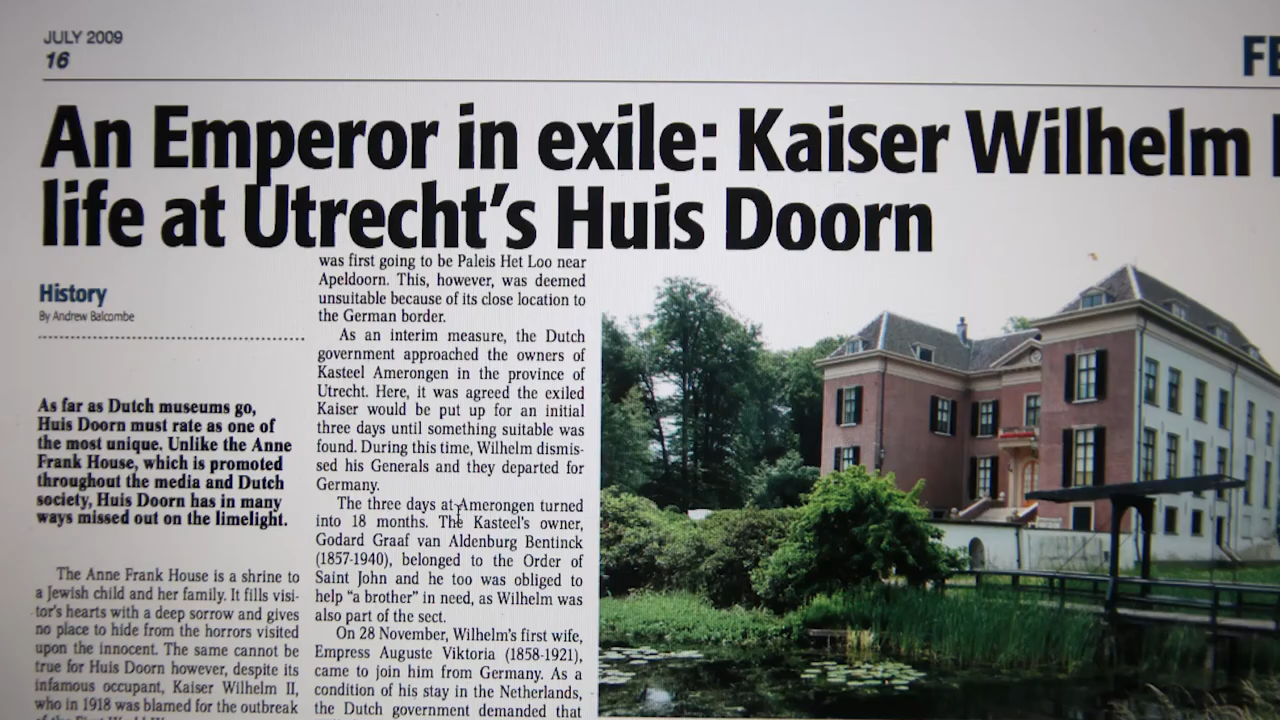 JULY 2009
16
FE
An Emperor in exile: Kaiser Wilhelm
life at Utrecht's Huis Doorn
History
By Andrew Balcombe
As far as Dutch museums go,
Huis Doorn must rate as one of
the most unique. Unlike the Anne
Frank House, which is promoted
throughout the media and Dutch
society, Huis Doorn has in many
ways missed out on the limelight.
The Anne Frank House is a shrine to
a Jewish child and her family. It fills visi-
tor's hearts with a deep sorrow and gives
no place to hide from the horrors visited
upon the innocent. The same cannot be
true for Huis Doorn however, despite its
infamous occupant, Kaiser Wilhelm II,
who in 1918 was blamed for the outbreak
was first going to be Paleis Het Loo near
Apeldoorn. This, however, was deemed
unsuitable because of its close location to
the German border.
As an interim measure, the Dutch
government approached the owners of
Kasteel Amerongen in the province of
Utrecht. Here, it was agreed the exiled
Kaiser would be put up for an initial
three days until something suitable was
found. During this time, Wilhelm dismis-
sed his Generals and they departed for
Germany.
The three days at Amerongen turned
into 18 months. The Kasteel's owner,
Godard Graaf van Aldenburg Bentinck
(1857-1940), belonged to the Order of
Saint John and he too was obliged to
help "a brother" in need, as Wilhelm was
also part of the sect.
On 28 November, Wilhelm's first wife,
Empress Auguste Viktoria (1858-1921),
came to join him from Germany. As a
condition of his stay in the Netherlands,
the Dutch government demanded that